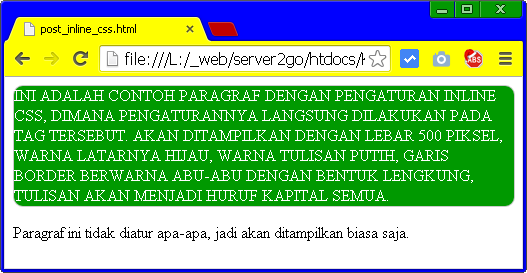 post_inline_css.html
file:///L:/_web/server2go/htdocs/
ABS
INI ADALAH CONTOH PARAGRAF DENGAN PENGATURAN INLINE
CSS, DIMANA PENGATURANNYA LANGSUNG DILAKUKAN PADA
TAG TERSEBUT. AKAN DITAMPILKAN DENGAN LEBAR 500 PIKSEL,
WARNA LATARNYA HIJAU, WARNA TULISAN PUTIH, GARIS
BORDER BERWARNA ABU-ABU DENGAN BENTUK LENGKUNG,
TULISAN AKAN MENJADI HURUF KAPITAL SEMUA.
Paragraf ini tidak diatur apa-apa, jadi akan ditampilkan biasa saja.